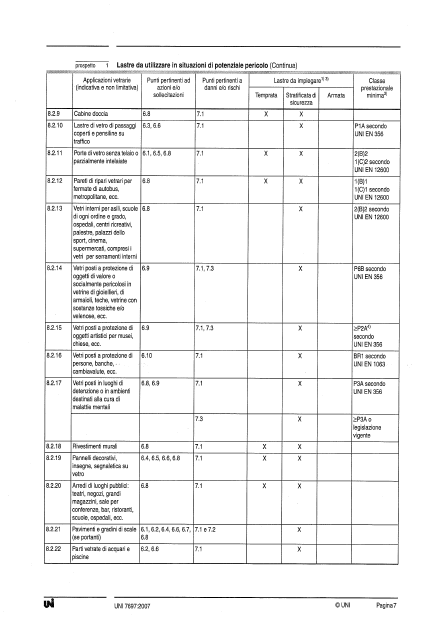 prospetto 1 Lastre da utilizzare in situazioni di potenziale pericolo (Continua)
Applicazioni vetrarie (indicativa e non limitativa) Punti pertinenti ad azioni e/o sollecitazioni Punti pertinenti a danni e/o rischi Lastre da impiegare1) 3) Classe prestazionale minima2)
Temprata Stratificata di sicurezza Armata
8.2.9 Cabine doccia 6.8 7.1 X X
8.2.10 Lastre di vetro di passaggi 6.3, 6.6 7.1 X P1A secondo
coperti e pensiline su UNI EN 356
traffico
8.2.11 Porte di vetro senza telaio o 6.1, 6.5, 6.8 7.1 X X 2(B)2
parzialmente intelaiate 1(C)2 secondo
UNI EN 12600
8.2.12 Pareti di ripari vetrari per 6.8 7.1 X X 1(B)1
fermate di autobus, 1(C)1 secondo
metropolitane, ecc. UNI EN 12600
8.2.13 Vetri interni per asili, scuole 6.8 7.1 X 2(B)2 secondo
di ogni ordine e grado, UNI EN 12600
ospedali, centri ricreativi,
palestre, palazzi dello
sport, cinema,
supermercati, compresi i
vetri per serramenti interni
8.2.14 Vetri posti a protezione di 6.9 7.1, 7.3 X P6B secondo
oggetti di valore o UNI EN 356
socialmente pericolosi in
vetrine di gioiellieri, di
armaioli, teche, vetrine con
sostanze tossiche e/o
velenose, ecc.
8.2.15 Vetri posti a protezione di 6.9 7.1, 7.3 X ≥P2A4)
oggetti artistici per musei, secondo
chiese, ecc. UNI EN 356
8.2.16 Vetri posti a protezione di 6.10 7.1 X BR1 secondo
persone, banche, UNI EN 1063
cambiavalute, ecc.
8.2.17 Vetri posti in luoghi di 6.8, 6.9 7.1 X P3A secondo
detenzione o in ambienti UNI EN 356
destinati alla cura di
malattie mentali
7.3 X ≥P3A o
legislazione
vigente
8.2.18 Rivestimenti murali 6.8 7.1 X X
8.2.19 Pannelli decorativi, 6.4, 6.5, 6.6, 6.8 7.1 X X
insegne, segnaletica su
vetro
8.2.20 Arredi di luoghi pubblici: 6.8 7.1 X X
teatri, negozi, grandi
magazzini, sale per
conferenze, bar, ristoranti,
scuole, ospedali, ecc.
8.2.21 Pavimenti e gradini di scale 6.1, 6.2, 6.4, 6.6, 6.7, 7.1 e 7.2 X
(se portanti) 6.8
8.2.22 Parti vetrate di acquari e 6.2, 6.6 7.1 X
piscine
UNI UNI 7697:2007 © UNI Pagina 7